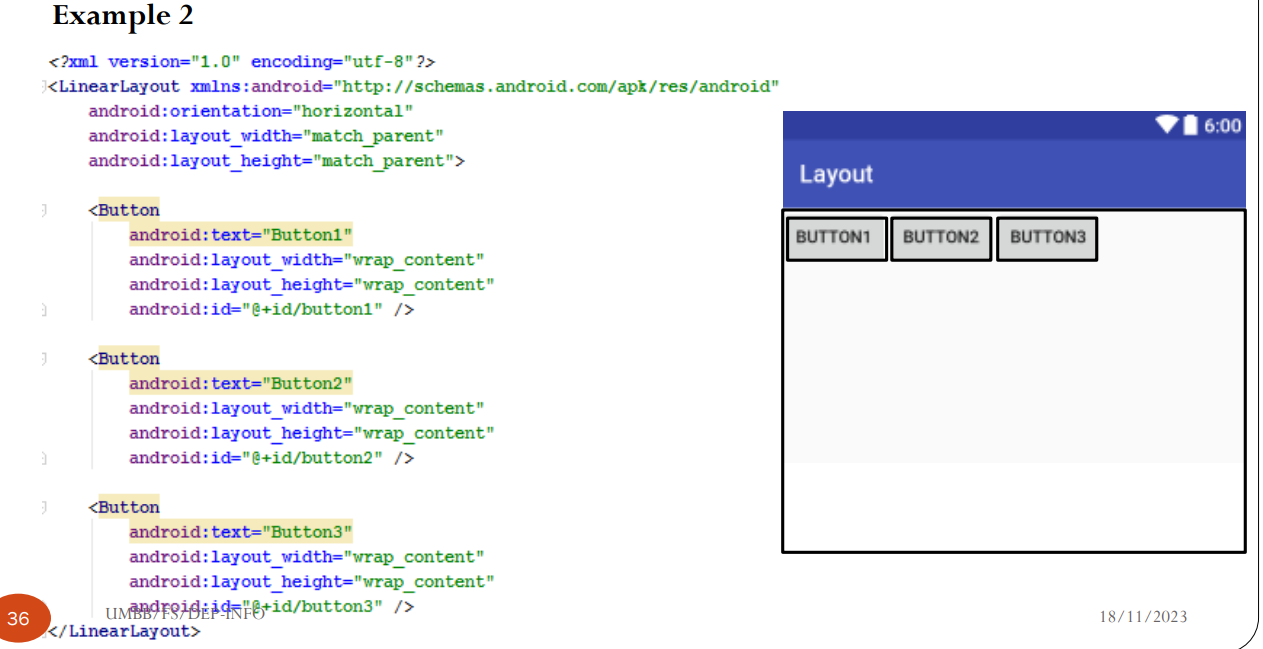 Example 2
<?xml version="1.0" encoding="utf-8"?>
<LinearLayout xmlns:android="http://schemas.android.com/apk/res/android"
android:orientation="horizontal"
android:layout_width="match_parent"
android:layout_height="match_parent">
<Button
android:text="Button1"
android:layout_width="wrap_content"
android:layout_height="wrap_content"
android:id="@+id/button1" />
<Button
android:text="Button2"
android:layout_width="wrap_content"
android:layout_height="wrap_content"
android:id="@+id/button2" />
<Button
android:text="Button3"
android:layout_width="wrap_content"
android:layout_height="wrap_content"
android:id="@+id/button3" />
</LinearLayout>
6:00
Layout
BUTTON1 BUTTON2 BUTTON3
36
UMBB/FS/DEP-INFO
18/11/2023